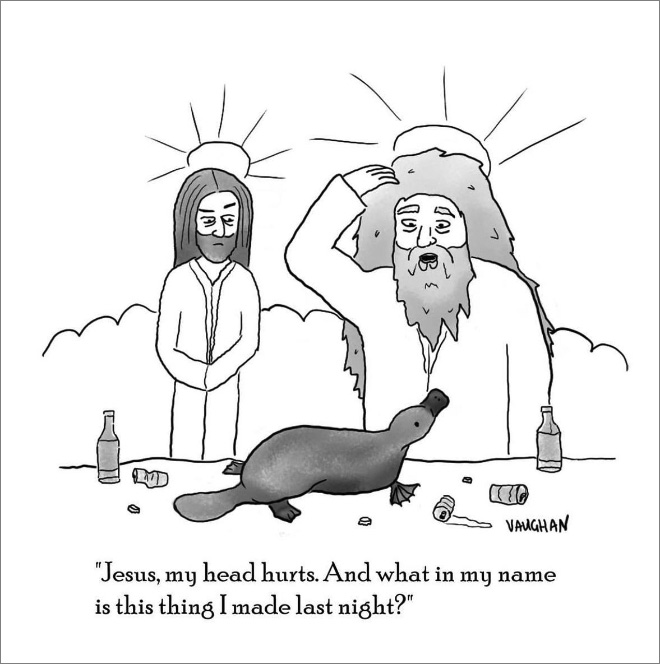 VAUGHAN
"Jesus, my head hurts. And what in my name
is this thing I made last night?"